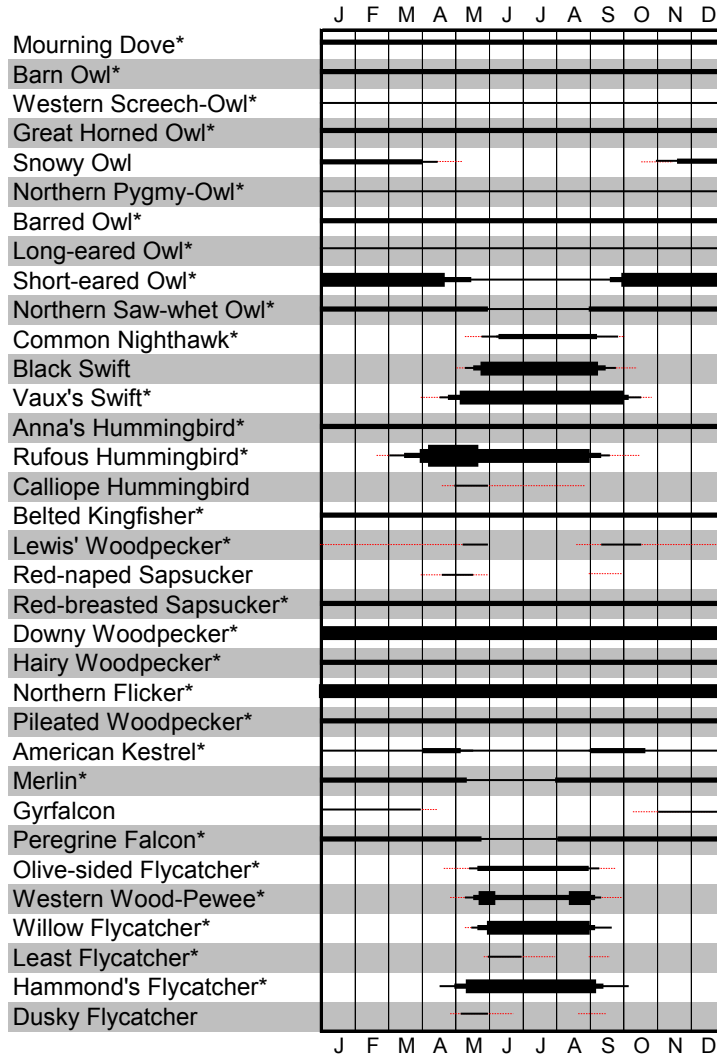 J F M A M J J A S O N D
Mourning Dove*
Barn Owl*
Western Screech-Owl*
Great Horned Owl*
Snowy Owl
Northern Pygmy-Owl*
Barred Owl*
Long-eared Owl*
Short-eared Owl*
Northern Saw-whet Owl*
Common Nighthawk*
Black Swift
Vaux's Swift*
Anna's Hummingbird*
Rufous Hummingbird*
Calliope Hummingbird
Belted Kingfisher*
Lewis' Woodpecker*
Red-naped Sapsucker
Red-breasted Sapsucker*
Downy Woodpecker*
Hairy Woodpecker*
Northern Flicker*
Pileated Woodpecker*
American Kestrel*
Merlin*
Gyrfalcon
Peregrine Falcon*
Olive-sided Flycatcher*
Western Wood-Pewee*
Willow Flycatcher*
Least Flycatcher*
Hammond's Flycatcher*
Dusky Flycatcher
J F M A M J J A S O N D